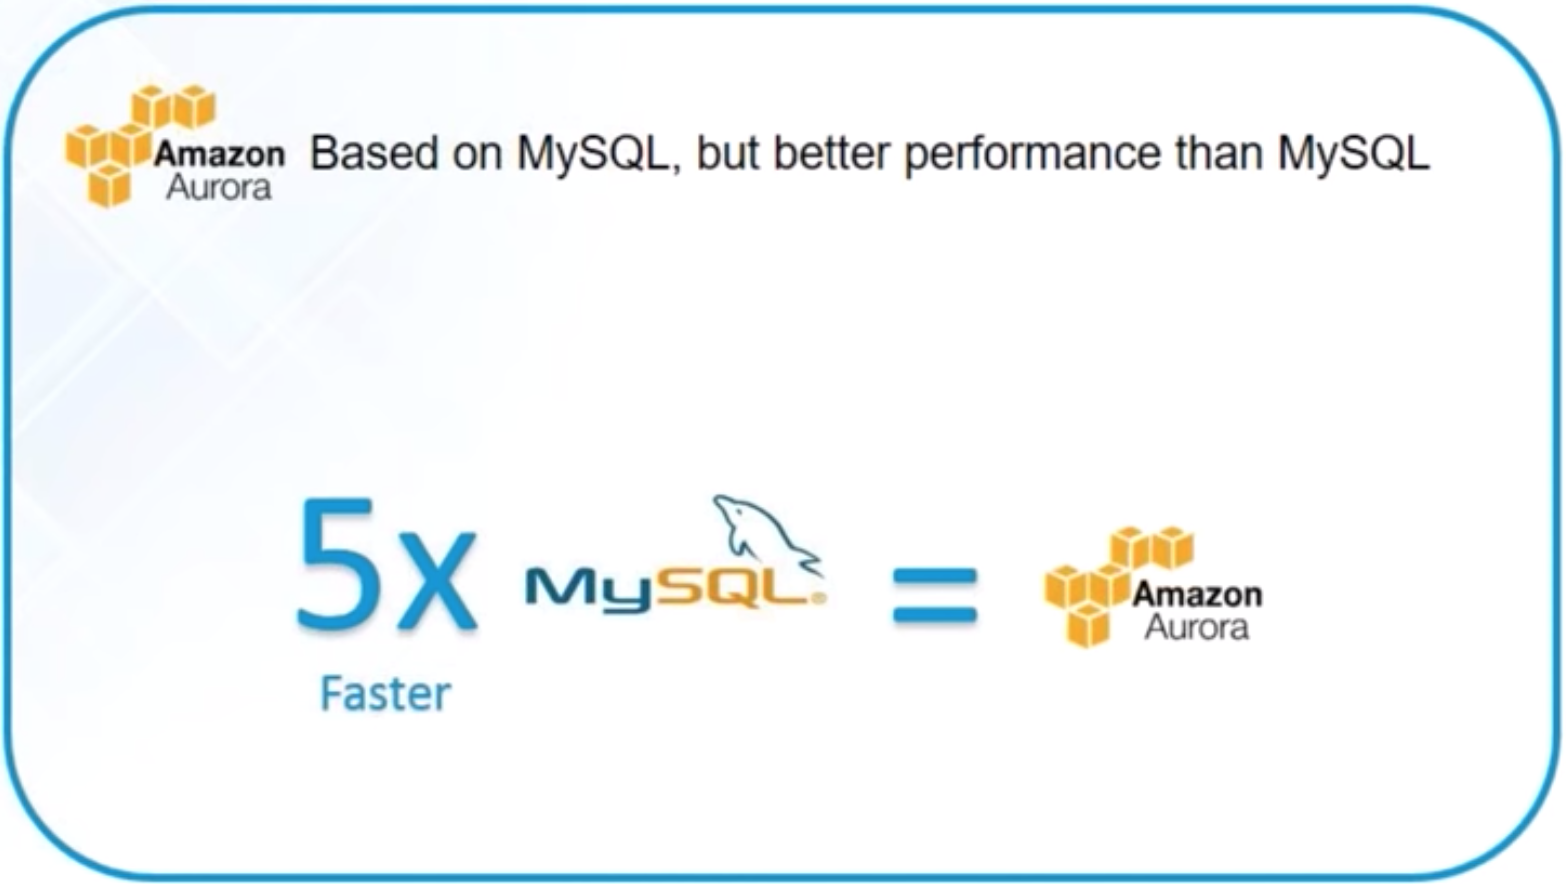 Amazon
Aurora
Based on MySQL, but better performance than MySQL
5x
Faster
MySQL®
=
Amazon
Aurora